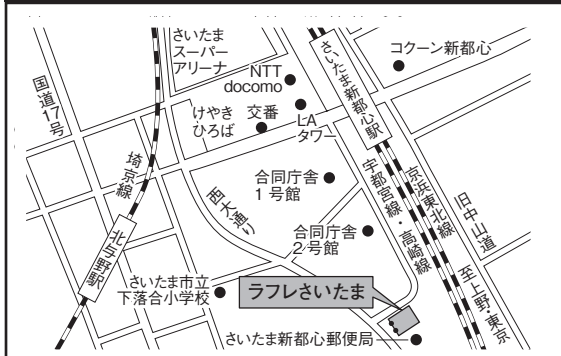 さいたま
スーパー
アリーナ
NTT
docomo
さいたま新都心駅
コクーン新都心
国道17号
けやき
ひろば
交番
LA
タワー
埼京線
北与野駅
西大通り
合同庁舎
1号館
合同庁舎
2号館
宇都宮線・高崎線
京浜東北線
旧中山道
至上野・東京
さいたま市立
下落合小学校
ラフレさいたま
さいたま新都心郵便局